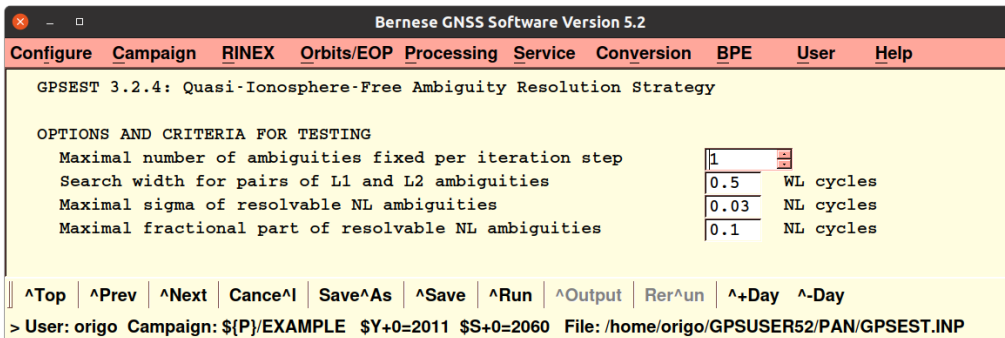 Bernese GNSS Software Version 5.2
Configure Campaign RINEX Orbits/EOP Processing Service Conversion BPE User Help
GPSEST 3.2.4: Quasi-Ionosphere-Free Ambiguity Resolution Strategy
OPTIONS AND CRITERIA FOR TESTING
Maximal number of ambiguities fixed per iteration step 1
Search width for pairs of L1 and L2 ambiguities 0.5 WL cycles
Maximal sigma of resolvable NL ambiguities 0.03 NL cycles
Maximal fractional part of resolvable NL ambiguities 0.1 NL cycles
^Top ^Prev ^Next Cance^l Save^As ^Save ^Run ^Output Rer^un ^+Day ^-Day
> User: origo Campaign: ${P}/EXAMPLE $Y+0=2011 $S+0=2060 File: /home/origo/GPSUSER52/PAN/GPSEST.INP